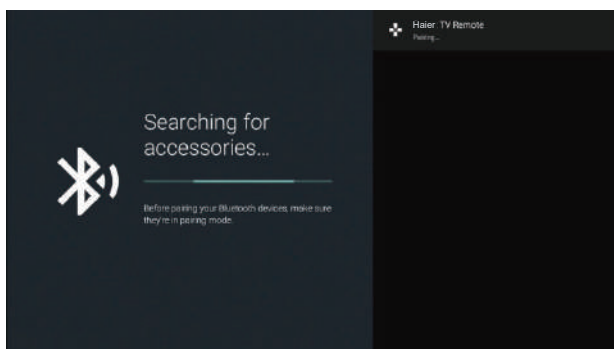 Searching for
accessories...
Before pairing your Bluetooth devices, make sure
they're in pairing mode.
Haier TV Remote
Pairing...